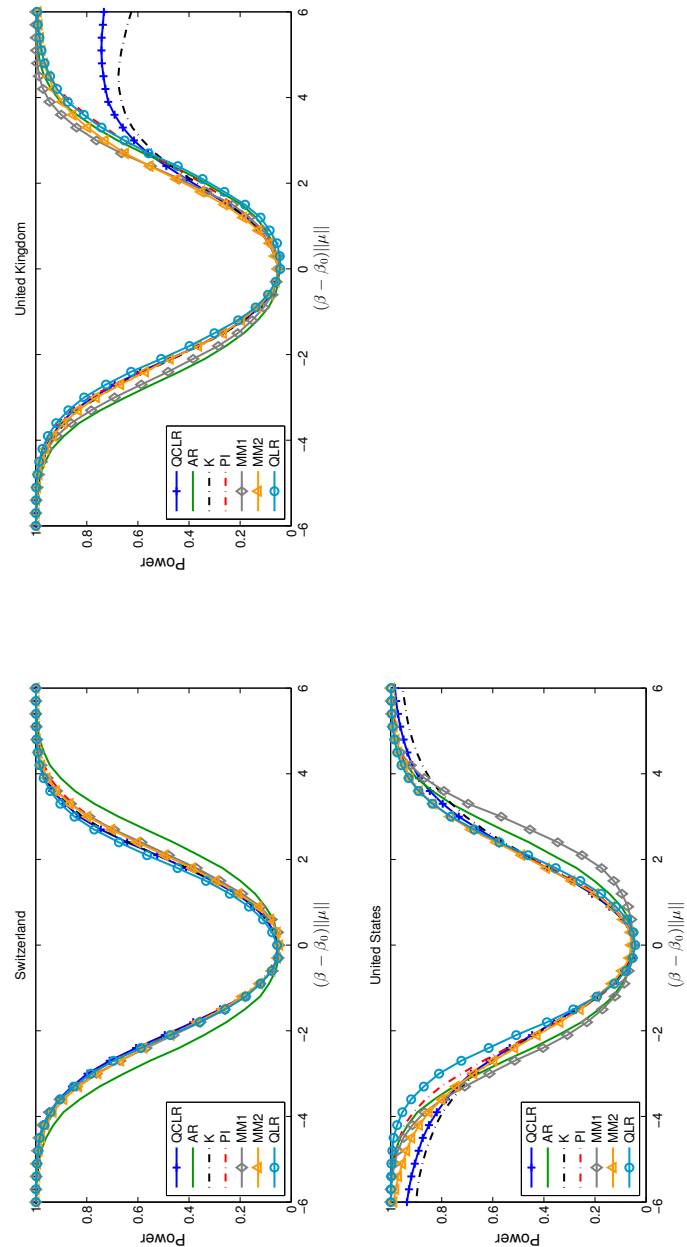 Switzerland
Power
1
0.8
0.6
0.4
0.2
0
−6
−4
−2
0
2
4
6
(β − β₀)||μ||
QCLR
AR
K
PI
MM1
MM2
QLR
United Kingdom
Power
1
0.8
0.6
0.4
0.2
0
−6
−4
−2
0
2
4
6
(β − β₀)||μ||
QCLR
AR
K
PI
MM1
MM2
QLR
United States
Power
1
0.8
0.6
0.4
0.2
0
−6
−4
−2
0
2
4
6
(β − β₀)||μ||
QCLR
AR
K
PI
MM1
MM2
QLR